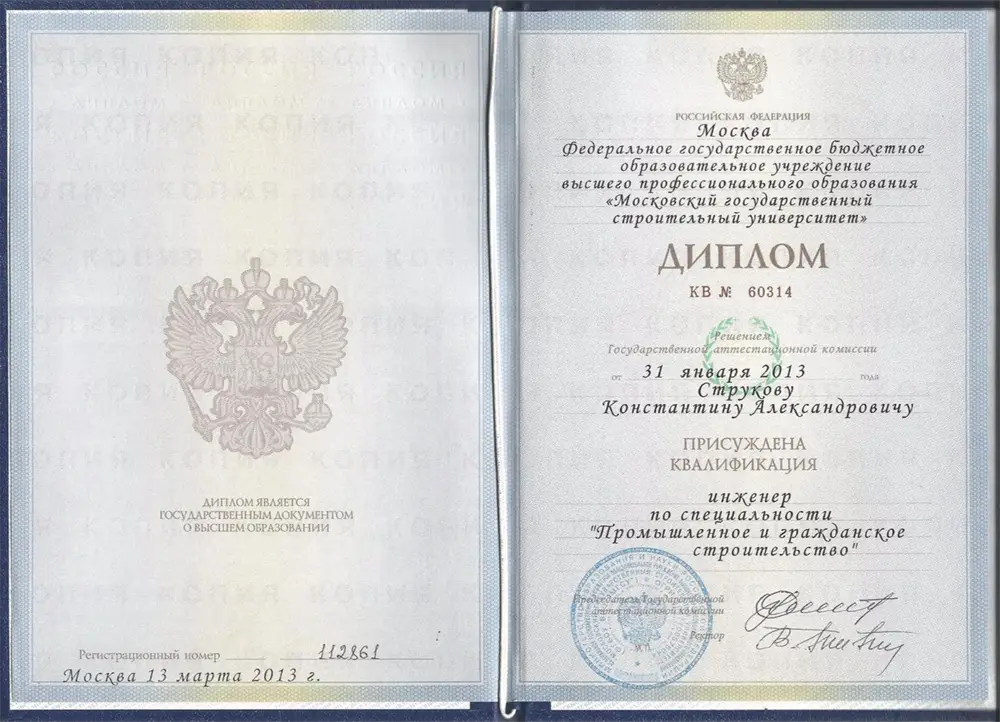 ДИПЛОМ ЯВЛЯЕТСЯ
ГОСУДАРСТВЕННЫМ ДОКУМЕНТОМ
О ВЫСШЕМ ОБРАЗОВАНИИ
Регистрационный номер 112861
Москва 13 марта 2013 г.
РОССИЙСКАЯ ФЕДЕРАЦИЯ
Москва
Федеральное государственное бюджетное
образовательное учреждение
высшего профессионального образования
«Московский государственный
строительный университет»
ДИПЛОМ
КВ № 60314
Решением
Государственной аттестационной комиссии
от 31 января 2013 года
Струкову
Константину Александровичу
ПРИСУЖДЕНА
КВАЛИФИКАЦИЯ
инженер
по специальности
"Промышленное и гражданское
строительство"
Председатель Государственной
аттестационной комиссии
Ректор
М.П.